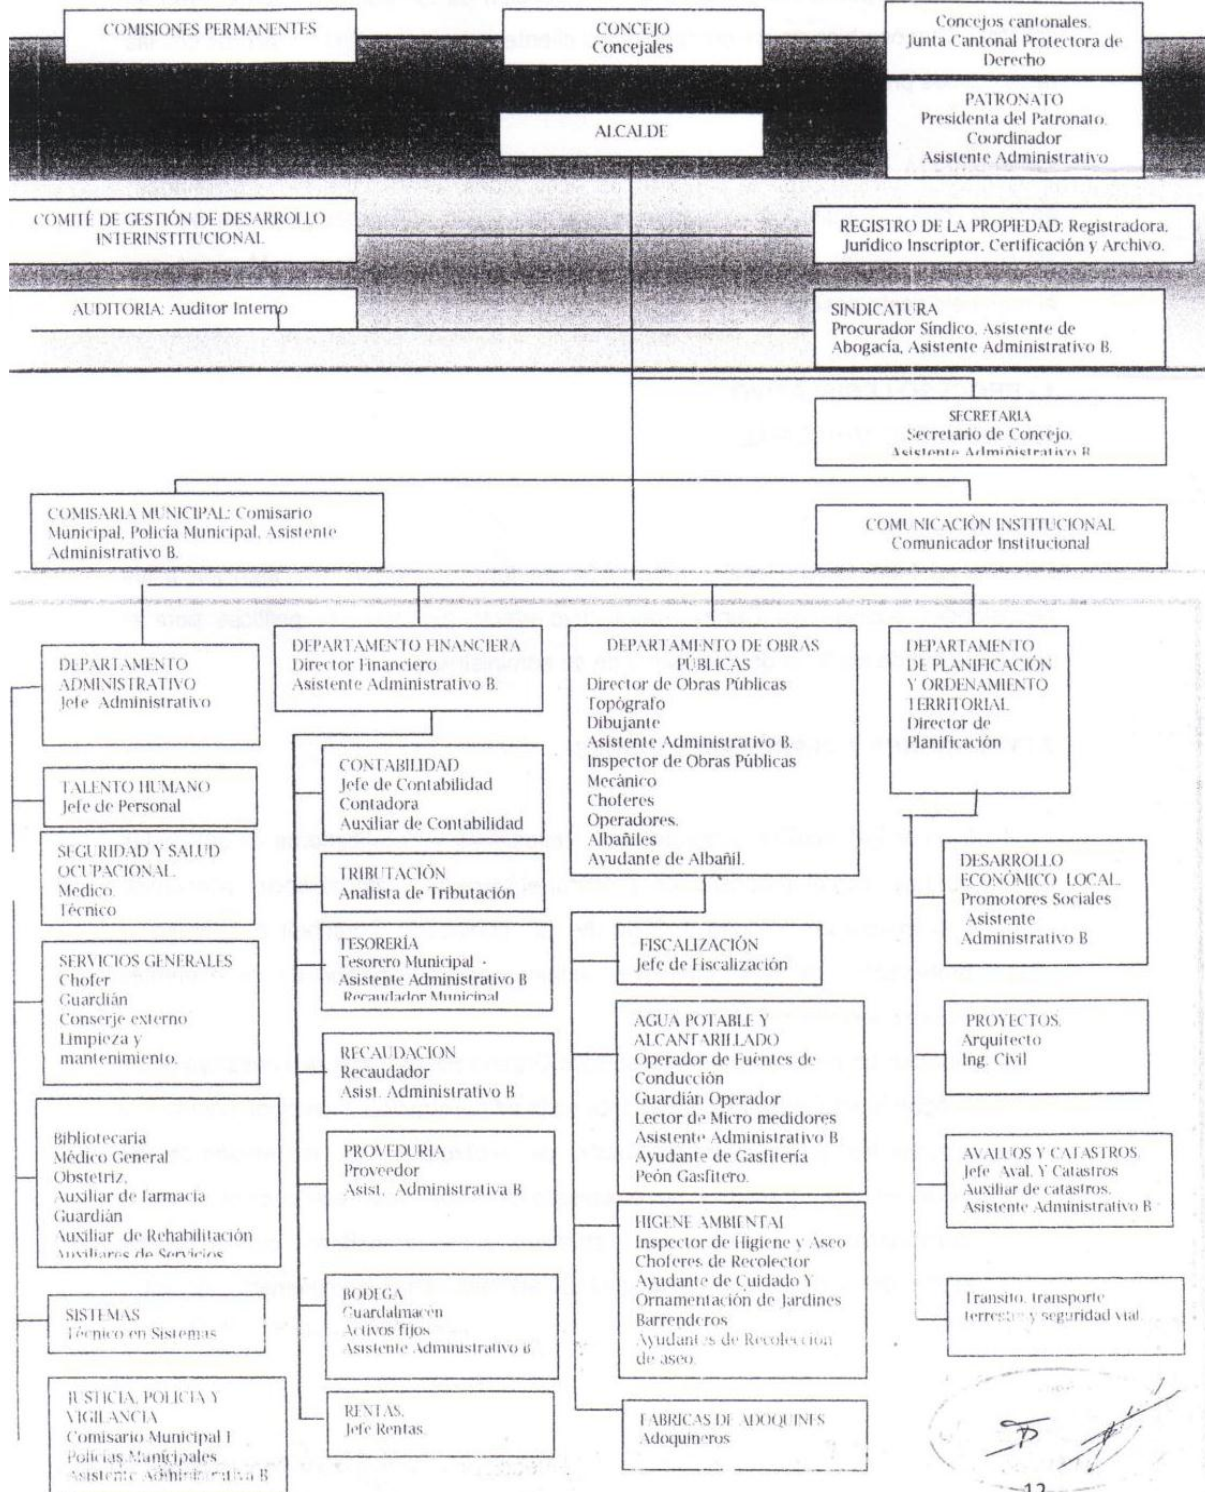 COMISIONES PERMANENTES
CONCEJO
Concejales
Concejos cantonales.
Junta Cantonal Protectora de
Derecho
PATRONATO
Presidenta del Patronato.
Coordinador
Asistente Administrativo
ALCALDE
COMITÉ DE GESTIÓN DE DESARROLLO
INTERINSTITUCIONAL
REGISTRO DE LA PROPIEDAD: Registradora.
Jurídico Inscriptor. Certificación y Archivo.
AUDITORIA: Auditor Interno
SINDICATURA
Procurador Síndico, Asistente de
Abogacía, Asistente Administrativo B.
SECRETARIA
Secretario de Concejo.
Asistente Administrativo B
COMISARÍA MUNICIPAL: Comisario
Municipal, Policía Municipal, Asistente
Administrativo B.
COMUNICACIÓN INSTITUCIONAL
Comunicador Institucional
DEPARTAMENTO
ADMINISTRATIVO
Jefe Administrativo
TALENTO HUMANO
Jefe de Personal
SEGURIDAD Y SALUD
OCUPACIONAL.
Medico.
Técnico
SERVICIOS GENERALES
Chofer
Guardián
Conserje externo
Limpieza y
mantenimiento.
Bibliotecaria
Médico General
Obstetriz.
Auxiliar de farmacia
Guardián
Auxiliar de Rehabilitación
Auxiliares de Servicios
SISTEMAS
Técnico en Sistemas
JUSTICIA, POLICIA Y
VIGILANCIA
Comisario Municipal I
Policías Municipales
Asistente Administrativa B
DEPARTAMENTO FINANCIERA
Director Financiero.
Asistente Administrativo B.
CONTABILIDAD
Jefe de Contabilidad
Contadora
Auxiliar de Contabilidad
TRIBUTACIÓN
Analista de Tributación
TESORERÍA
Tesorero Municipal
Asistente Administrativo B
Recaudador Municipal
RECAUDACION
Recaudador
Asist. Administrativo B
PROVEDURIA
Proveedor
Asist. Administrativa B
BODEGA
Guardalmacen
Activos fijos
Asistente Administrativo B
RENTAS.
Jefe Rentas.
DEPARTAMENTO DE OBRAS
PÚBLICAS
Director de Obras Públicas
Topógrafo
Dibujante
Asistente Administrativo B.
Inspector de Obras Públicas
Mecánico
Choferes
Operadores.
Albañiles
Ayudante de Albañil.
FISCALIZACIÓN
Jefe de Fiscalización
AGUA POTABLE Y
ALCANTARILLADO
Operador de Fuentes de
Conducción
Guardián Operador
Lector de Micro medidores
Asistente Administrativo B
Ayudante de Gasfitería
Peón Gasfitero.
HIGENE AMBIENTAL
Inspector de Higiene y Aseo
Choferes de Recolector
Ayudante de Cuidado Y
Ornamentación de Jardines
Barrenderos
Ayudantes de Recolección
de aseo.
FABRICAS DE ADOQUINES
Adoquineros
DEPARTAMENTO
DE PLANIFICACIÓN
Y ORDENAMIENTO
TERRITORIAL
Director de
Planificación
DESARROLLO
ECONÓMICO LOCAL.
Promotores Sociales
Asistente
Administrativo B
PROYECTOS.
Arquitecto
Ing. Civil
AVALUOS Y CATASTROS.
Jefe Aval. Y Catastros
Auxiliar de catastros.
Asistente Administrativo B
Transito, transporte
terrestre y seguridad vial.
12